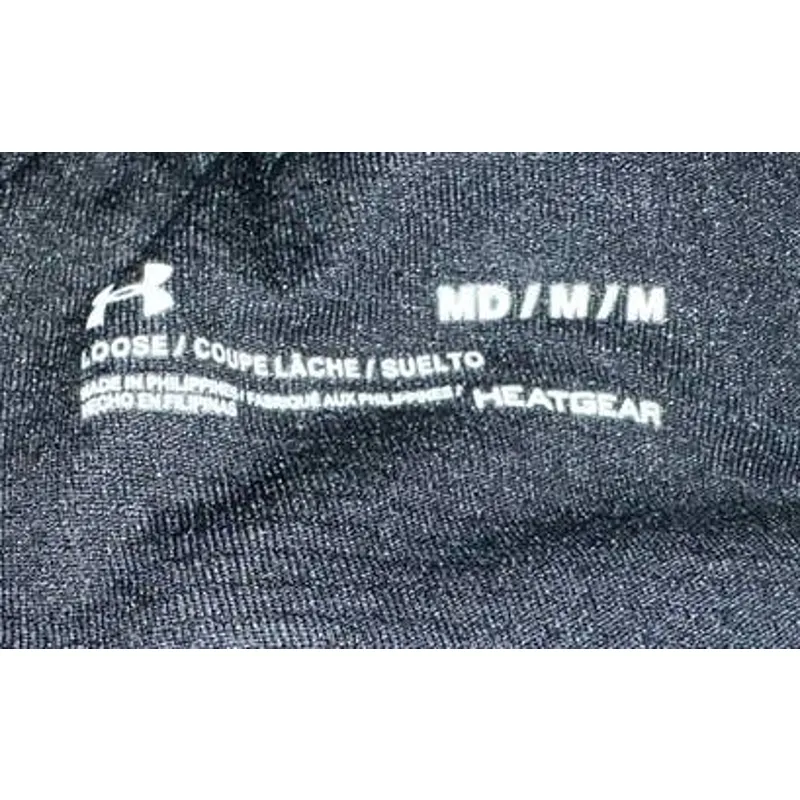 MD / M / M
LOOSE / COUPE LÂCHE / SUELTO
MADE IN PHILIPPINES / FABRIQUÉ AUX PHILIPPINES /
HECHO EN FILIPINAS
HEATGEAR